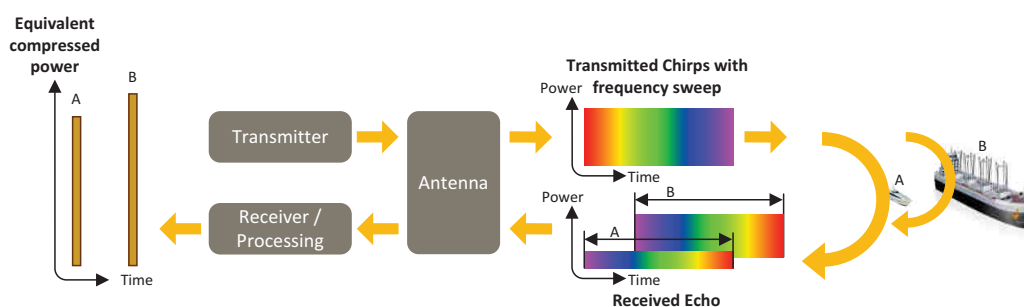 Equivalent
compressed
power
A
B
Time
Transmitter
Receiver /
Processing
Antenna
Transmitted Chirps with
frequency sweep
Power
Time
B
Power
A
Time
Received Echo
A
B